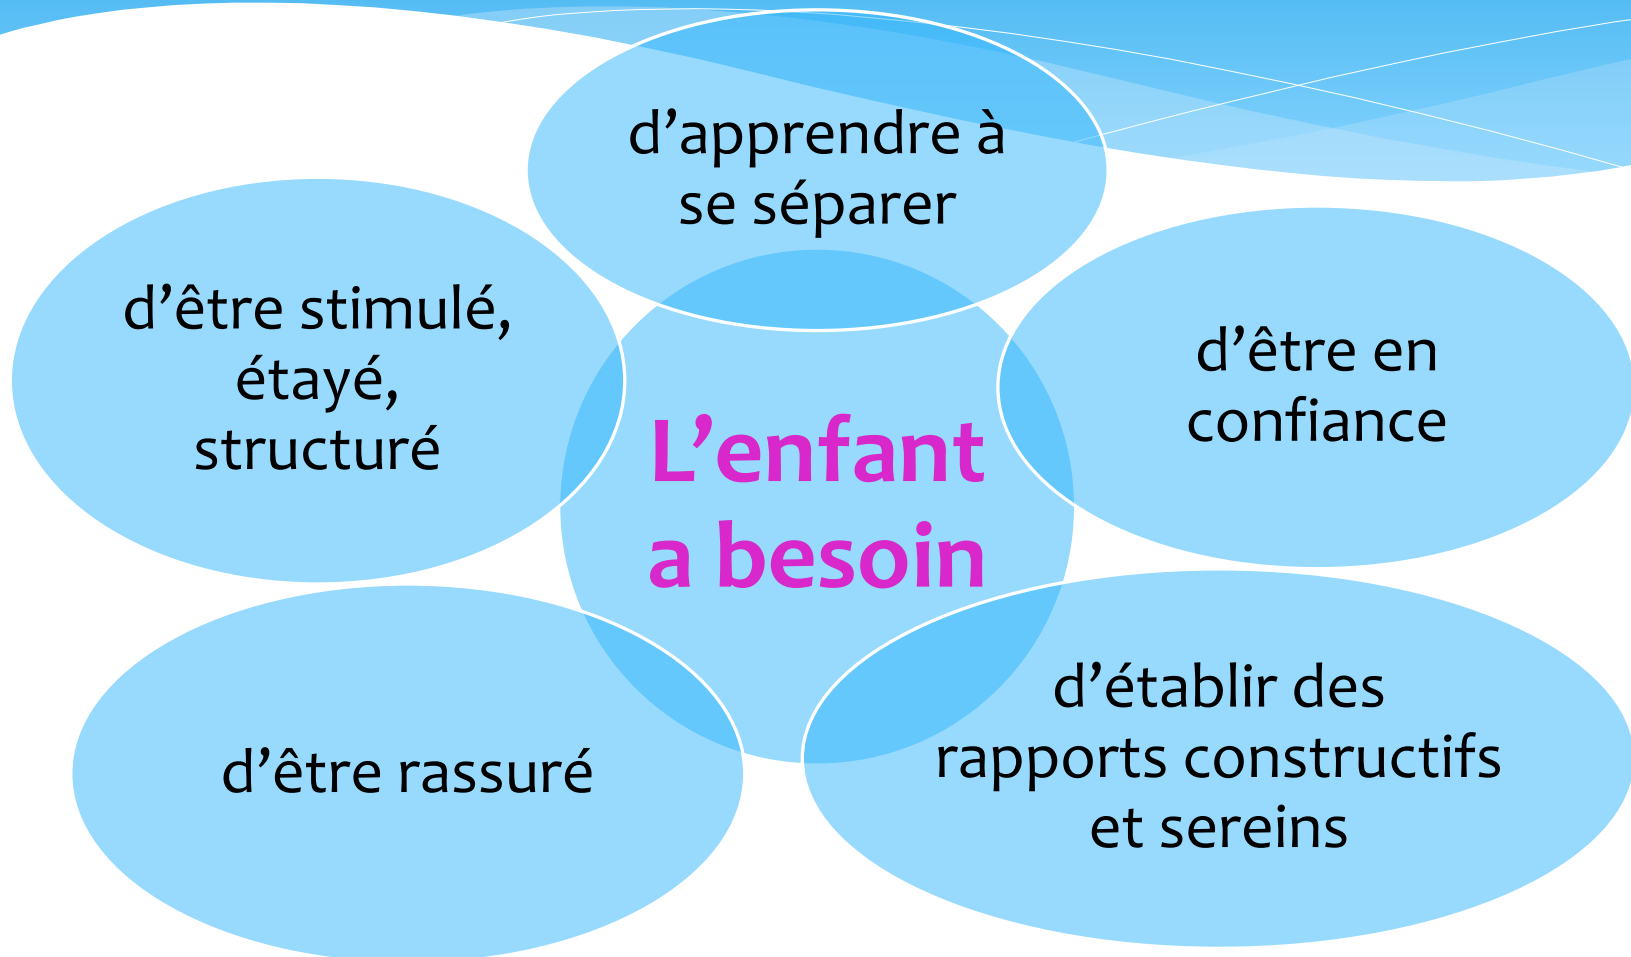 d’apprendre à
se séparer
d’être en
confiance
d’établir des
rapports constructifs
et sereins
d’être rassuré
d’être stimulé,
étayé,
structuré
L’enfant
a besoin